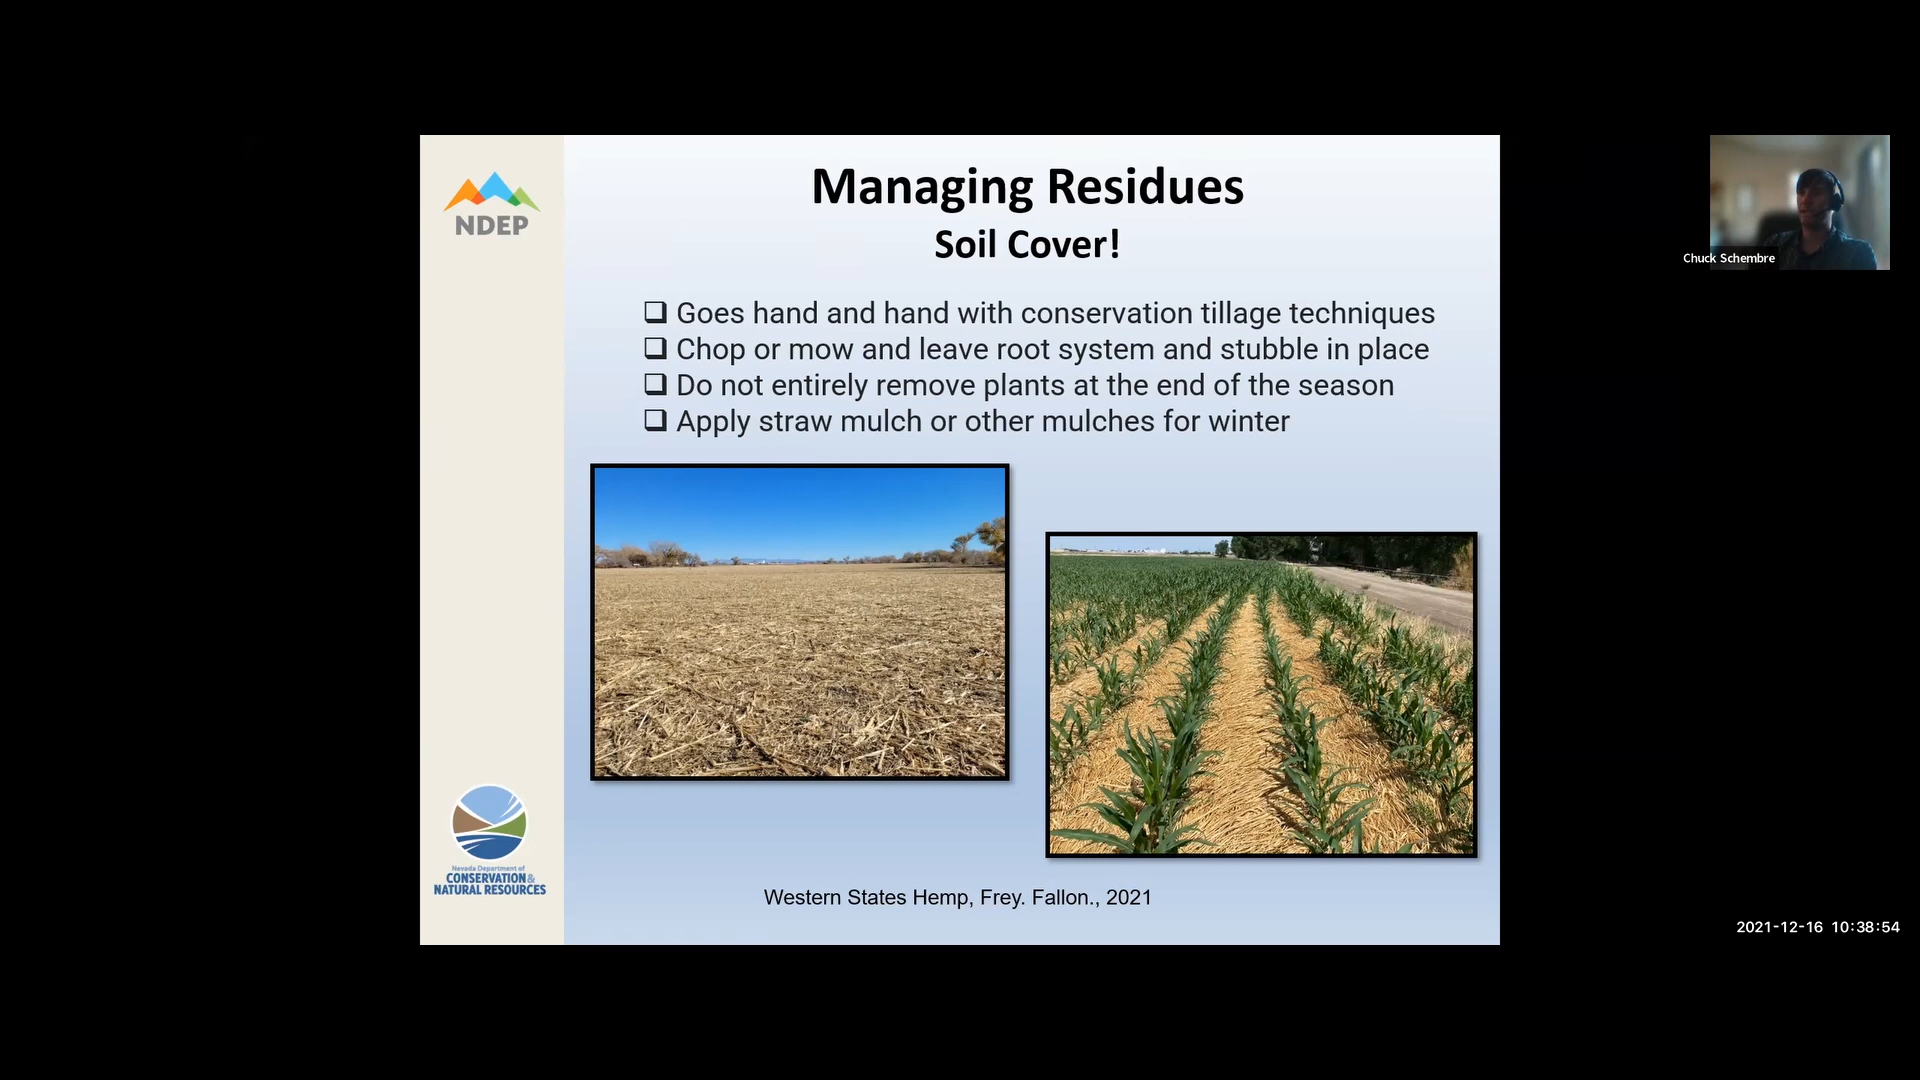 NDEP
Managing Residues
Soil Cover!
Goes hand and hand with conservation tillage techniques
Chop or mow and leave root system and stubble in place
Do not entirely remove plants at the end of the season
Apply straw mulch or other mulches for winter
Nevada Department of
CONSERVATION &
NATURAL RESOURCES
Western States Hemp, Frey. Fallon., 2021
Chuck Schembre
2021-12-16 10:38:54